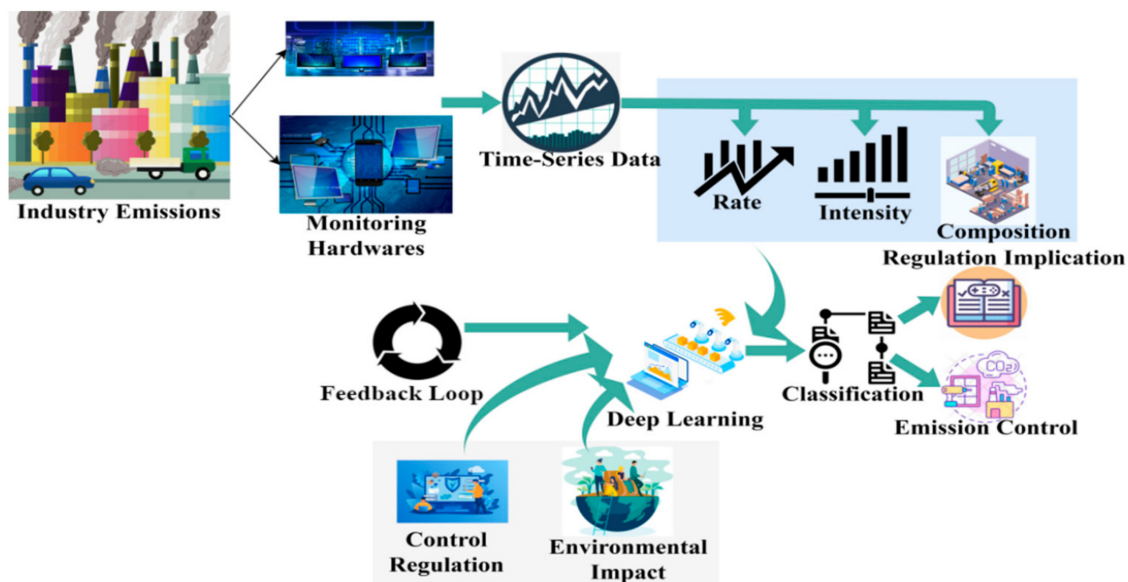 Industry Emissions
Monitoring
Hardwares
Time-Series Data
Rate
Intensity
Composition
Regulation Implication
Feedback Loop
Deep Learning
Classification
CO2
Emission Control
Control
Regulation
Environmental
Impact